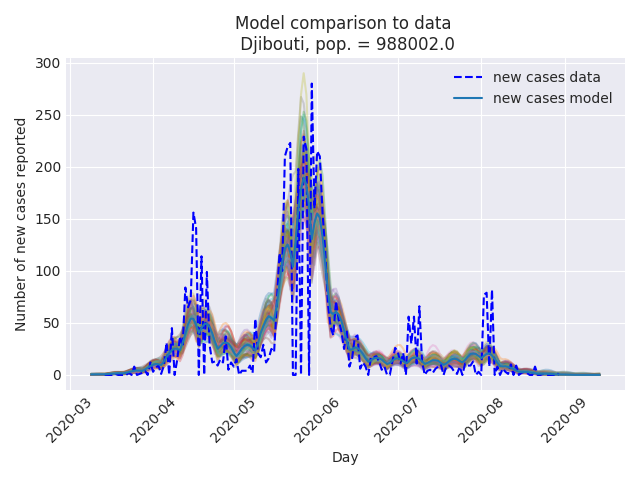 Model comparison to data
Djibouti, pop. = 988002.0
new cases data
new cases model
Number of new cases reported
300
250
200
150
100
50
0
2020-03
2020-04
2020-05
2020-06
2020-07
2020-08
2020-09
Day